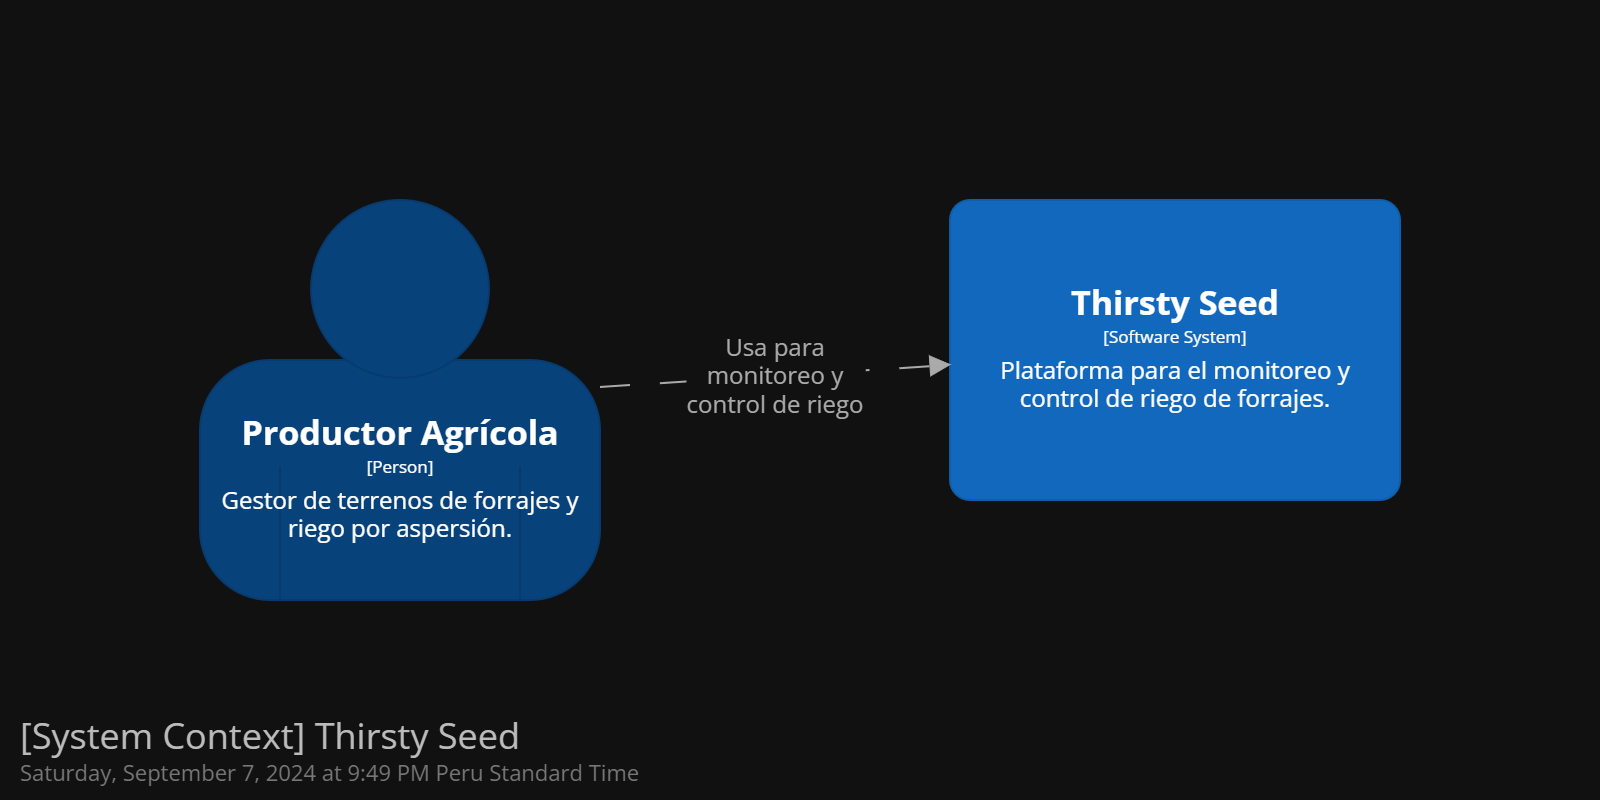 Productor Agrícola
[Person]
Gestor de terrenos de forrajes y
riego por aspersión.
Usa para
monitoreo y
control de riego
Thirsty Seed
[Software System]
Plataforma para el monitoreo y
control de riego de forrajes.
[System Context] Thirsty Seed
Saturday, September 7, 2024 at 9:49 PM Peru Standard Time